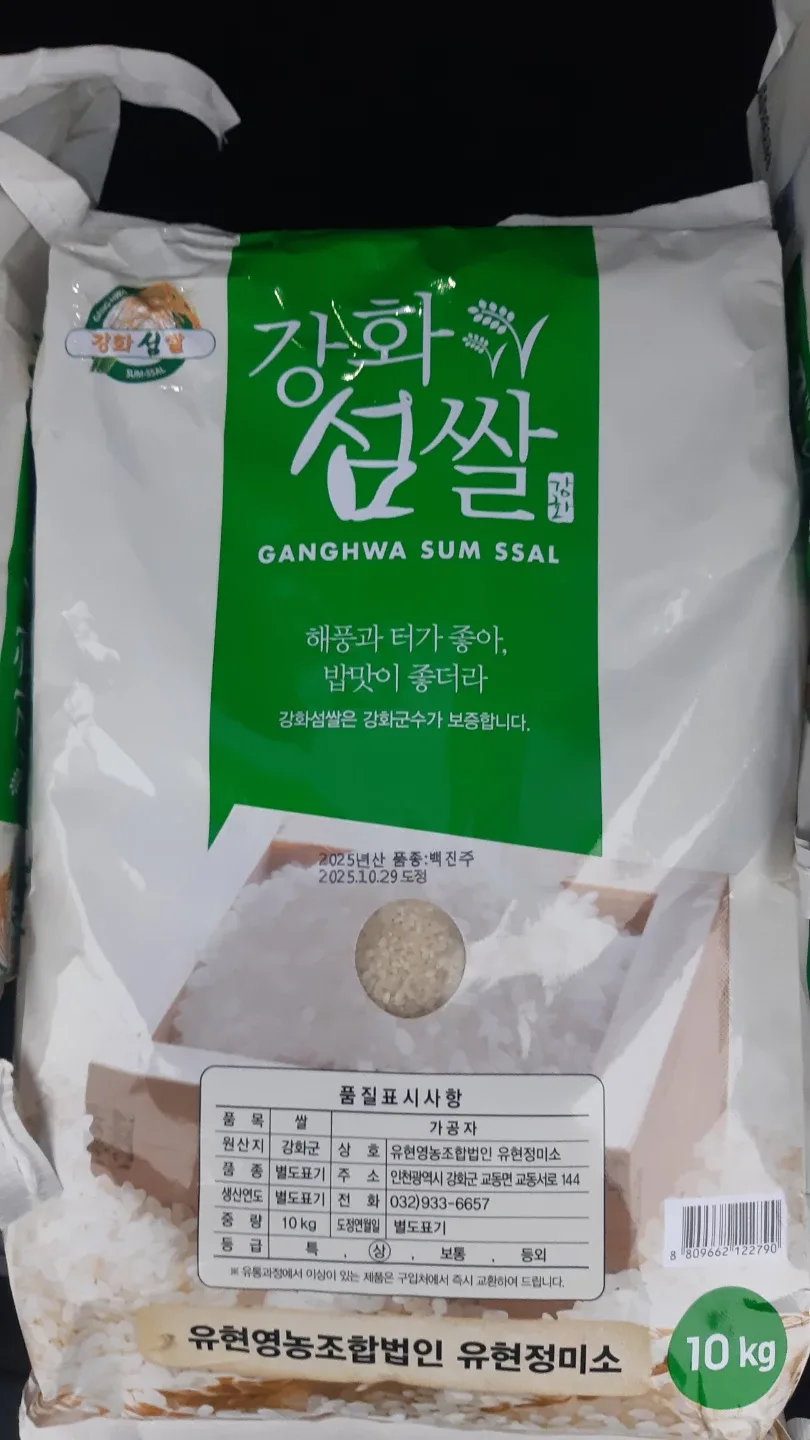 GANGHWA
강화섬쌀
SUM-SSAL
강화
섬쌀
강화
GANGHWA SUM SSAL
해풍과 터가 좋아,
밥맛이 좋더라
강화섬쌀은 강화군수가 보증합니다.
2025년산 품종:백진주
2025.10.29 도정
품질표시사항
품 목 쌀 가공자
원산지 강화군 상 호 유현영농조합법인 유현정미소
품 종 별도표기 주 소 인천광역시 강화군 교동면 교동서로 144
생산연도 별도표기 전 화 032)933-6657
중 량 10 kg 도정연월일 별도표기
등 급 특 , 상 , 보통 , 등외
※ 유통과정에서 이상이 있는 제품은 구입처에서 즉시 교환하여 드립니다.
8 809662 122790
유현영농조합법인 유현정미소
10 kg